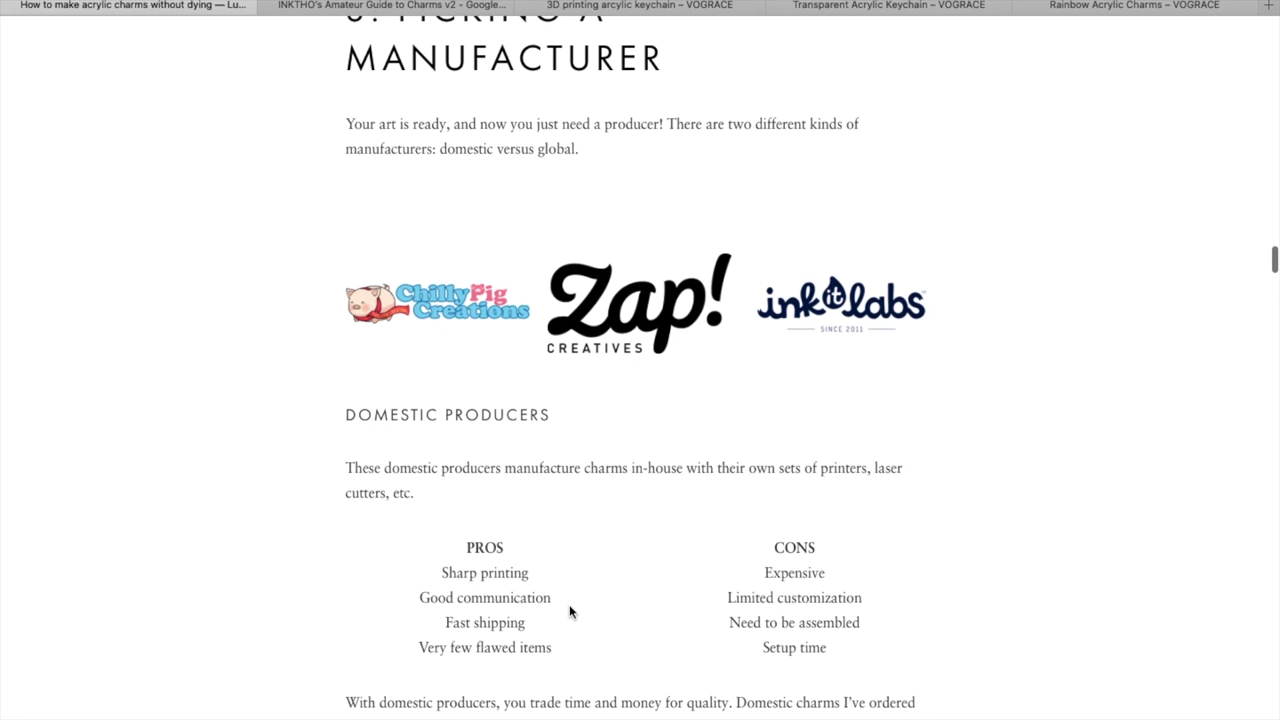 How to make acrylic charms without dying — Lu...
INKTHO's Amateur Guide to Charms v2 - Google...
3D printing arcylic keychain – VOGRACE
Transparent Acrylic Keychain – VOGRACE
Rainbow Acrylic Charms – VOGRACE
PICKING A
MANUFACTURER
Your art is ready, and now you just need a producer! There are two different kinds of
manufacturers: domestic versus global.
ChillyPig
Creations
Zap!
CREATIVES
ink it labs
SINCE 2011
DOMESTIC PRODUCERS
These domestic producers manufacture charms in-house with their own sets of printers, laser
cutters, etc.
PROS
Sharp printing
Good communication
Fast shipping
Very few flawed items
CONS
Expensive
Limited customization
Need to be assembled
Setup time
With domestic producers, you trade time and money for quality. Domestic charms I've ordered